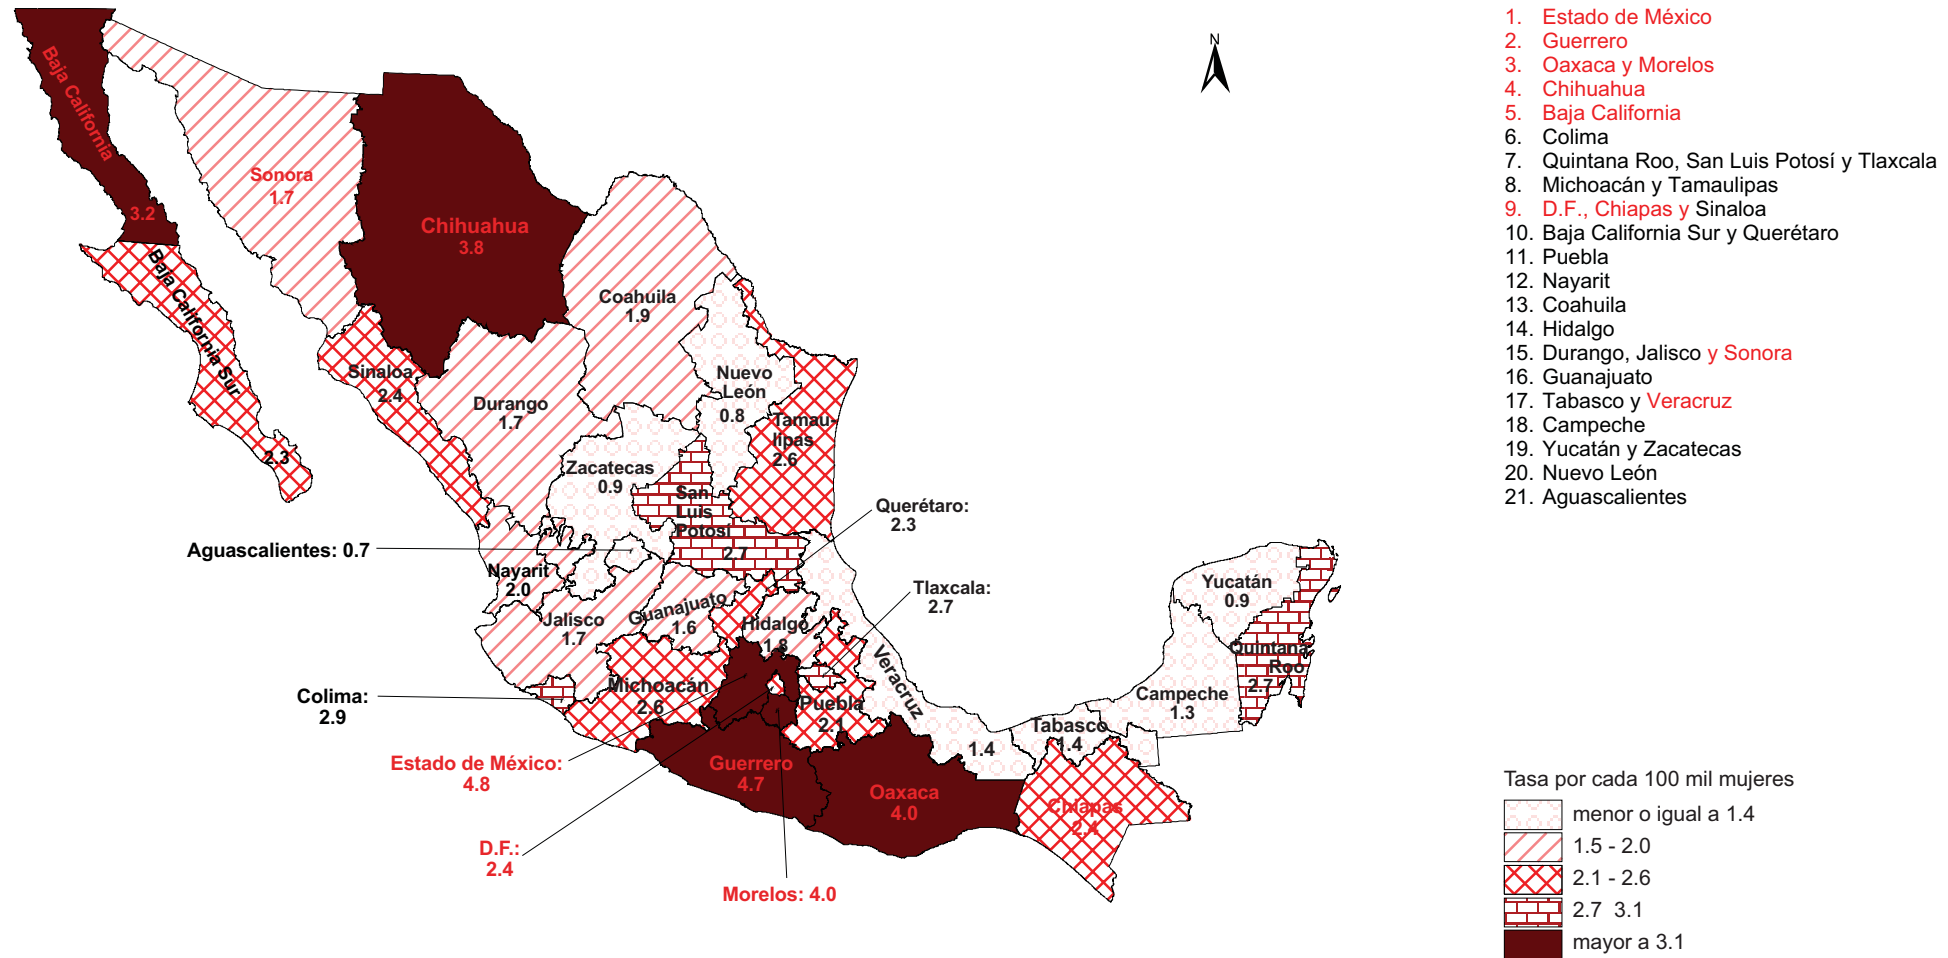 N
Baja California
3.2
Baja California Sur
2.3
Sonora
1.7
Chihuahua
3.8
Coahuila
1.9
Sinaloa
2.4
Durango
1.7
Nuevo
León
0.8
Tamau-
lipas
2.6
Zacatecas
0.9
San
Luis
Potosí
2.7
Querétaro:
2.3
Aguascalientes: 0.7
Nayarit
2.0
Jalisco
1.7
Guanajuato
1.6
Hidalgo
1.8
Tlaxcala:
2.7
Veracruz
1.4
Colima:
2.9
Michoacán
2.6
Puebla
2.1
Estado de México:
4.8
Guerrero
4.7
Oaxaca
4.0
D.F.:
2.4
Morelos: 4.0
Tabasco
1.4
Chiapas
2.4
Campeche
1.3
Yucatán
0.9
Quintana
Roo
2.7
1. Estado de México
2. Guerrero
3. Oaxaca y Morelos
4. Chihuahua
5. Baja California
6. Colima
7. Quintana Roo, San Luis Potosí y Tlaxcala
8. Michoacán y Tamaulipas
9. D.F., Chiapas y Sinaloa
10. Baja California Sur y Querétaro
11. Puebla
12. Nayarit
13. Coahuila
14. Hidalgo
15. Durango, Jalisco y Sonora
16. Guanajuato
17. Tabasco y Veracruz
18. Campeche
19. Yucatán y Zacatecas
20. Nuevo León
21. Aguascalientes
Tasa por cada 100 mil mujeres
menor o igual a 1.4
1.5 - 2.0
2.1 - 2.6
2.7 3.1
mayor a 3.1